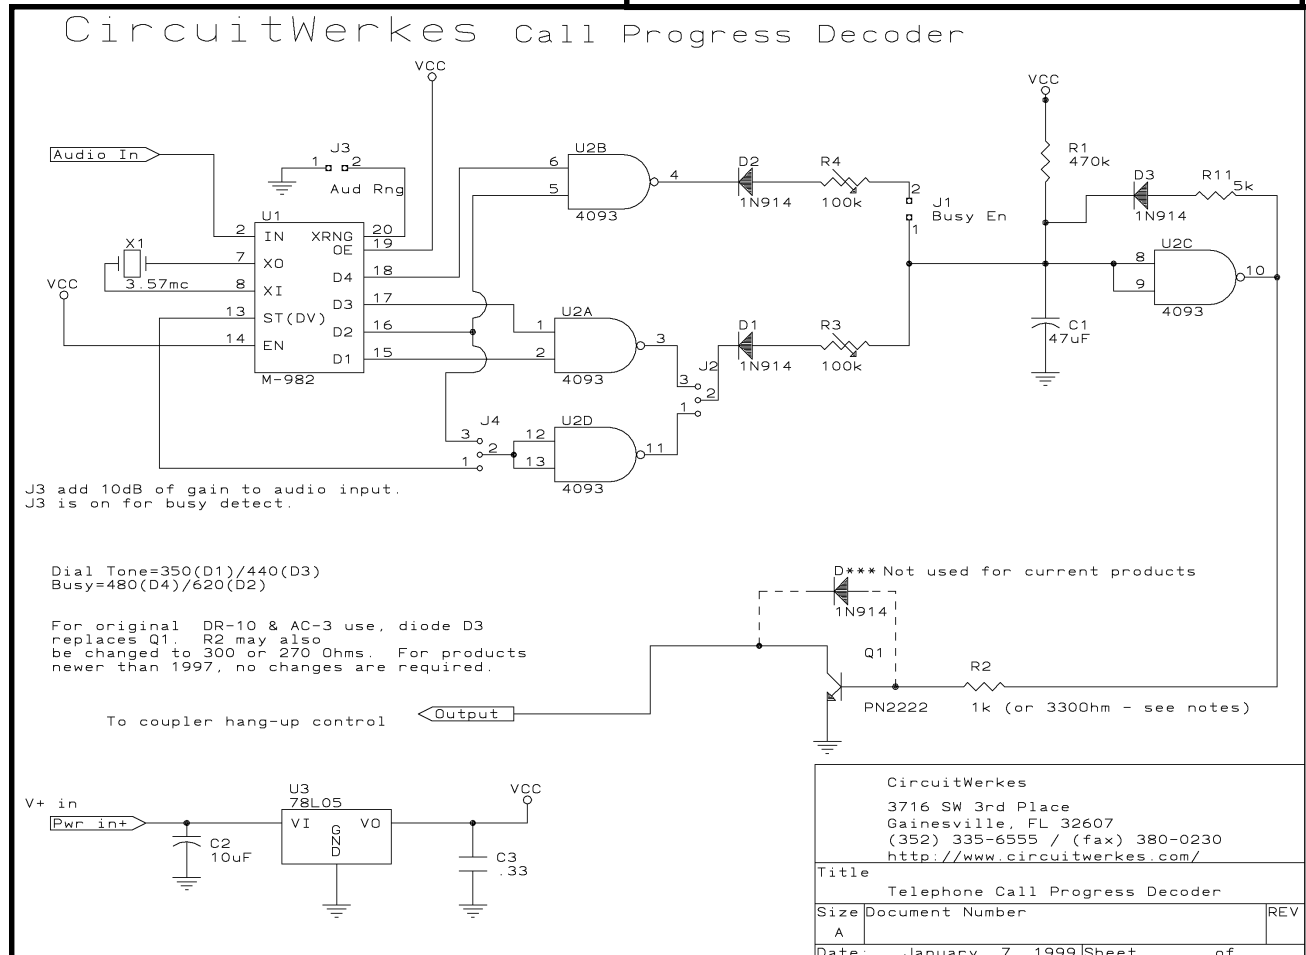 CircuitWerkes Call Progress Decoder
VCC
VCC
Audio In
J3
1 2
Aud Rng
U1
2 IN XRNG 20
OE 19
7 XO
8 XI
D4 18
D3 17
13 ST(DV)
D2 16
14 EN
D1 15
M-982
X1
3.57mc
VCC
U2B
6
5
4
4093
D2
1N914
R4
100k
2
J1
Busy En
1
R1
470k
D3
1N914
R11
5k
U2C
8
9
10
4093
C1
47uF
U2A
1
2
3
4093
D1
1N914
R3
100k
J2
3
2
1
J4
3
2
1
U2D
12
13
11
4093
J3 add 10dB of gain to audio input.
J3 is on for busy detect.
Dial Tone=350(D1)/440(D3)
Busy=480(D4)/620(D2)
For original DR-10 & AC-3 use, diode D3
replaces Q1. R2 may also
be changed to 300 or 270 Ohms. For products
newer than 1997, no changes are required.
D*** Not used for current products
1N914
Q1
PN2222
R2
1k (or 330Ohm - see notes)
To coupler hang-up control
Output
V+ in
Pwr in+
C2
10uF
U3
78L05
VI VO
GND
VCC
C3
.33
CircuitWerkes
3716 SW 3rd Place
Gainesville, FL 32607
(352) 335-6555 / (fax) 380-0230
http://www.circuitwerkes.com/
Title
Telephone Call Progress Decoder
Size Document Number REV
A
Date: January 7, 1999 Sheet of